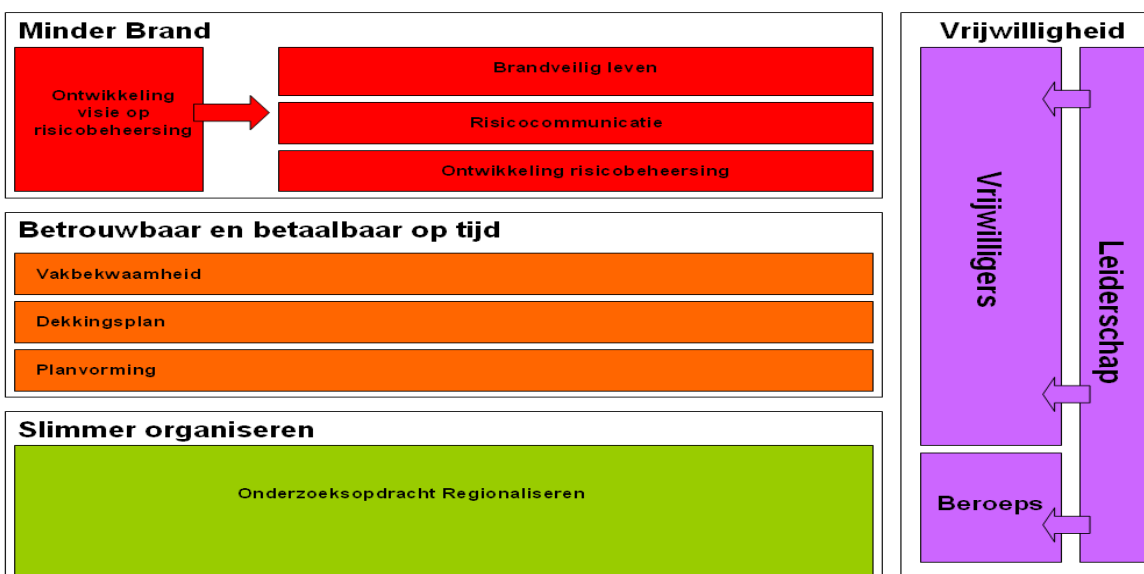 Minder Brand
Ontwikkeling
visie op
risicobeheersing
Brandveilig leven
Risicocommunicatie
Ontwikkeling risicobeheersing
Betrouwbaar en betaalbaar op tijd
Vakbekwaamheid
Dekkingsplan
Planvorming
Slimmer organiseren
Onderzoeksopdracht Regionaliseren
Vrijwilligheid
Vrijwilligers
Leiderschap
Beroeps